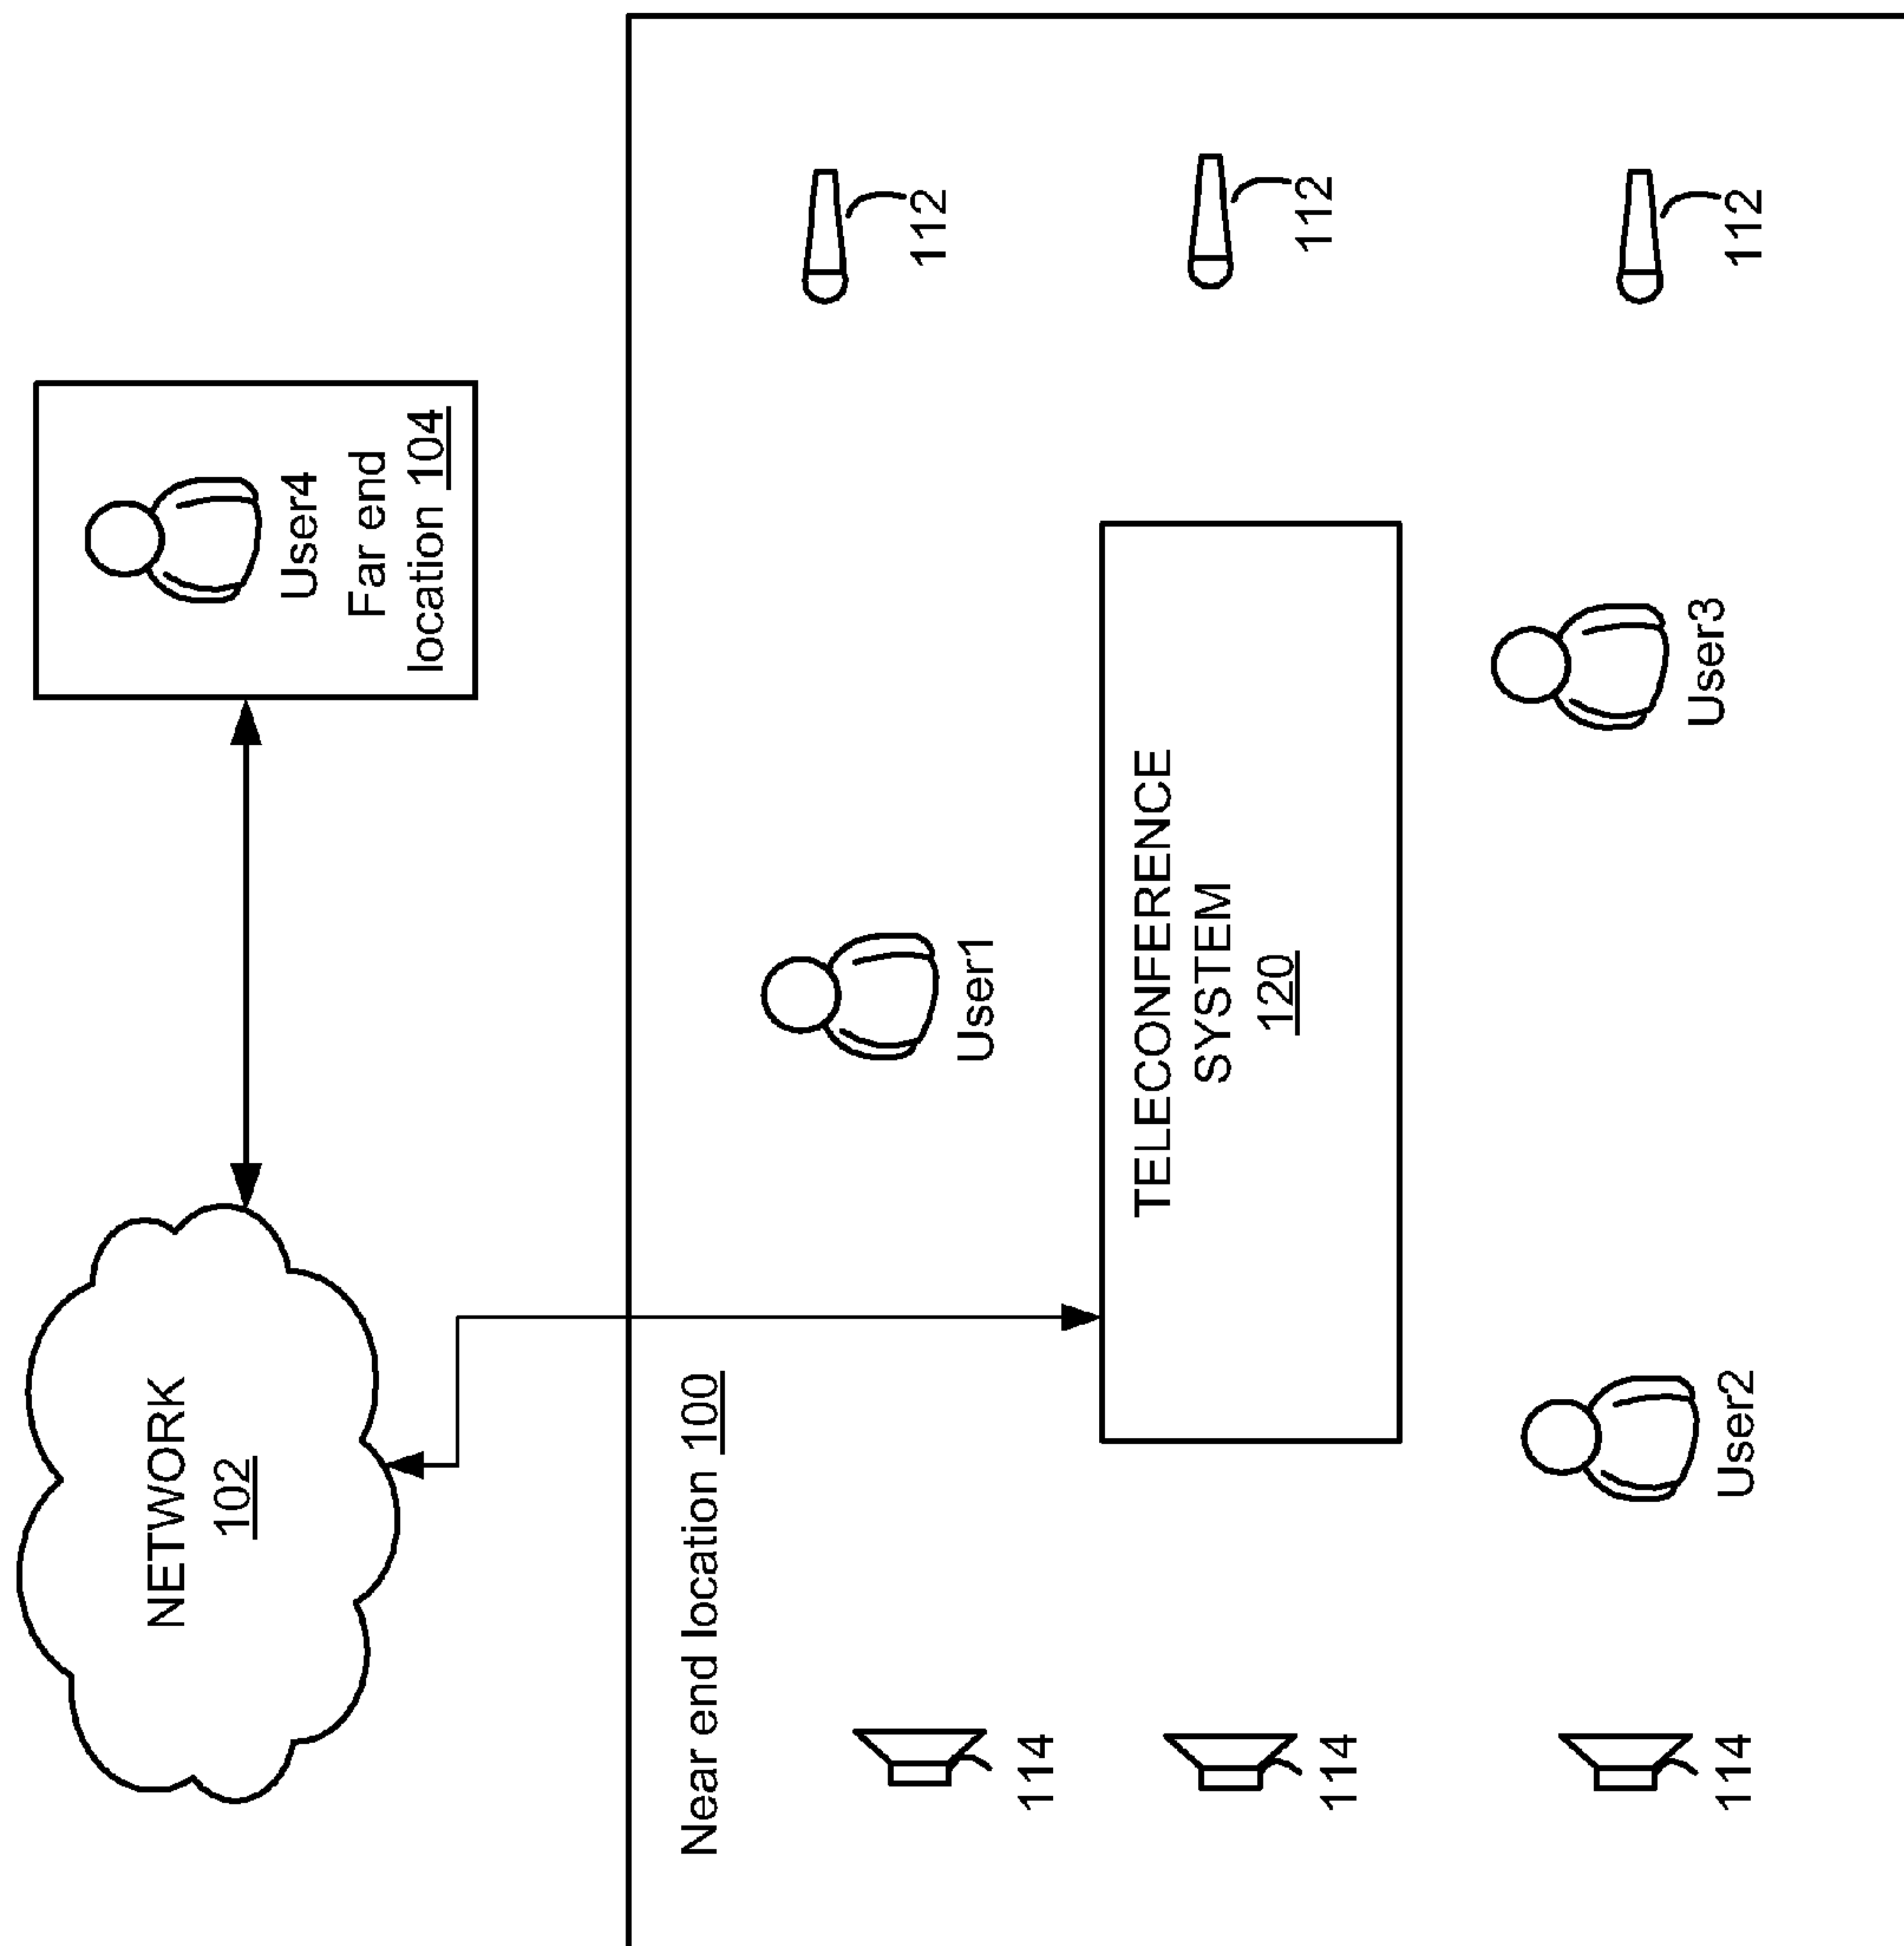 NETWORK
102
User4
Far end
location 104
Near end location 100
114
User1
112
TELECONFERENCE
SYSTEM
120
114
112
User2
User3
114
112